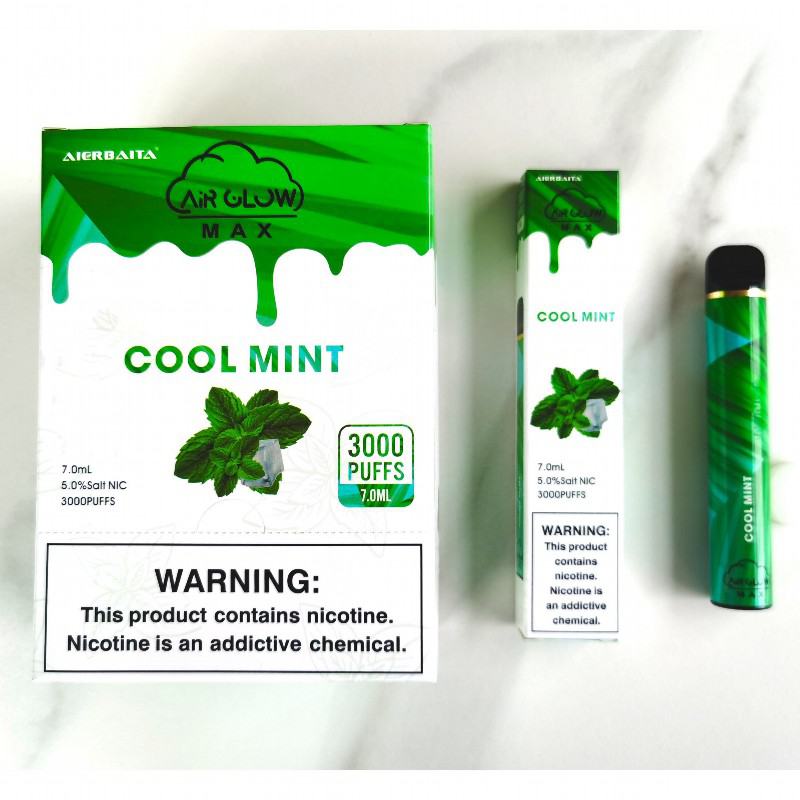 AIERBAITA®
AIR GLOW
MAX
COOL MINT
7.0mL
5.0%Salt NIC
3000PUFFS
3000
PUFFS
7.0ML
WARNING:
This product contains nicotine.
Nicotine is an addictive chemical.
AIERBAITA®
AIR GLOW
MAX
COOL MINT
7.0mL
5.0%Salt NIC
3000PUFFS
WARNING:
This product
contains
nicotine.
Nicotine is
an addictive
chemical.
COOL MINT
AIR GLOW
MAX